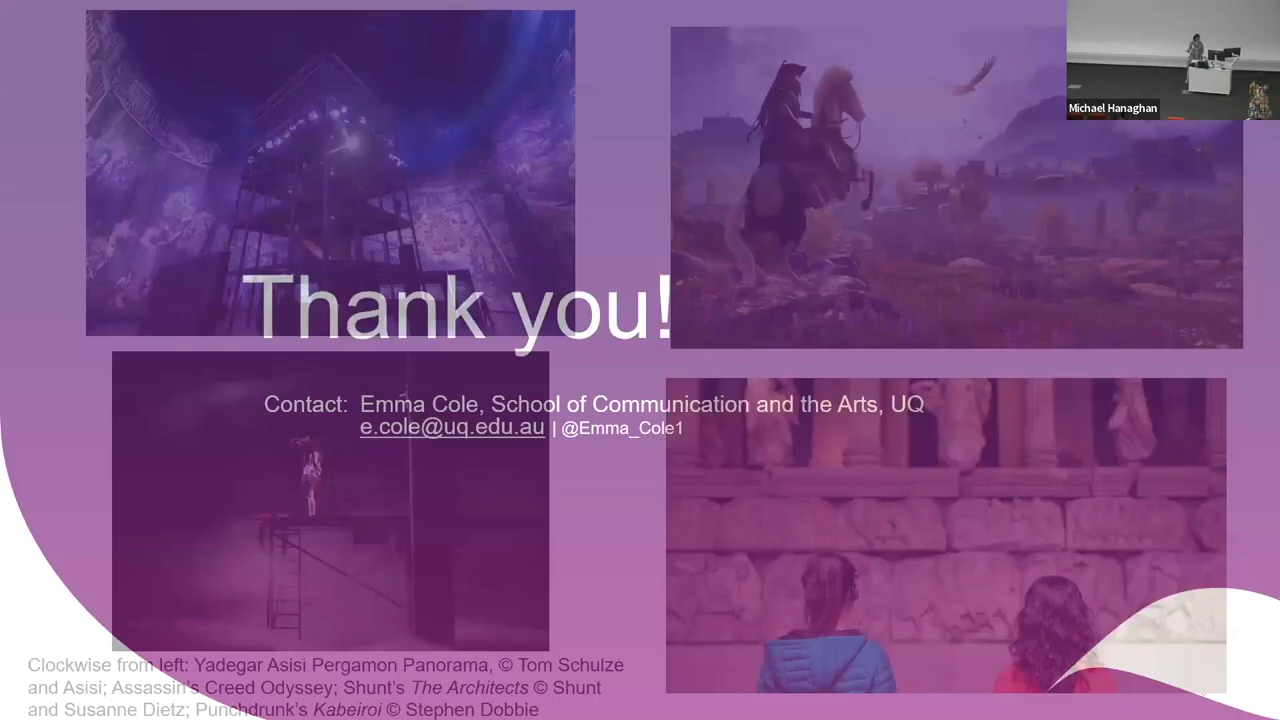 Michael Hanaghan
Thank you!
Contact: Emma Cole, School of Communication and the Arts, UQ
e.cole@uq.edu.au | @Emma_Cole1
Clockwise from left: Yadegar Asisi Pergamon Panorama, © Tom Schulze
and Asisi; Assassin's Creed Odyssey; Shunt's The Architects © Shunt
and Susanne Dietz; Punchdrunk's Kabeiroi © Stephen Dobbie